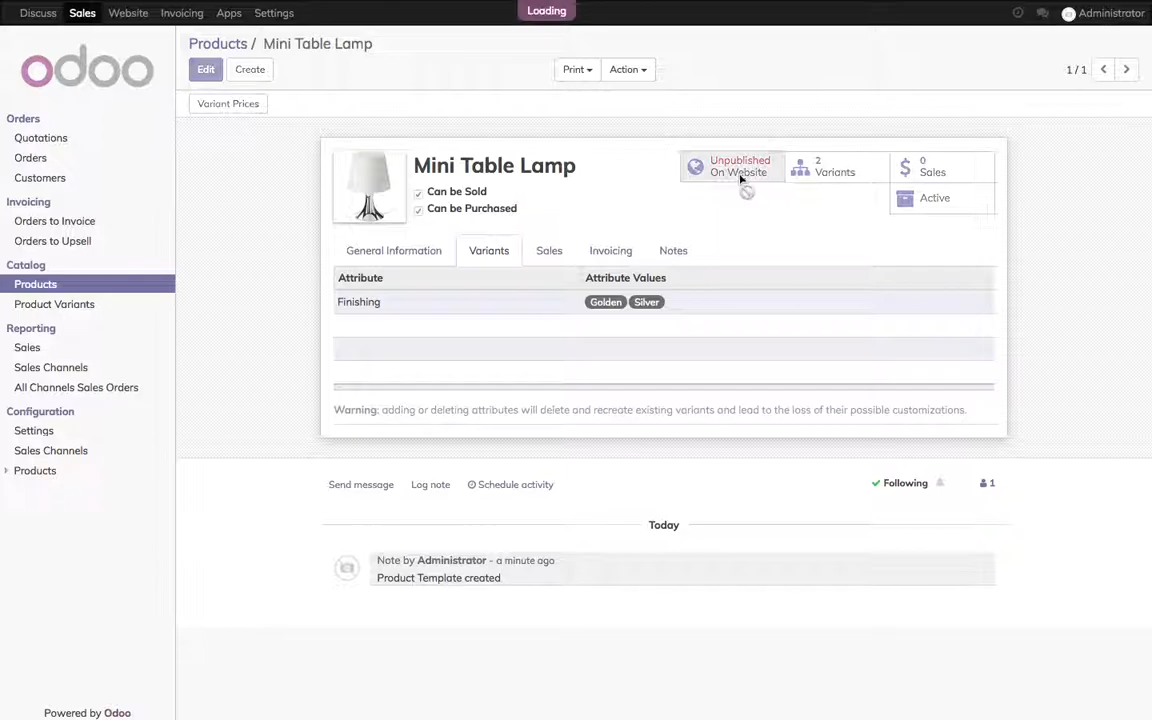 Discuss Sales Website Invoicing Apps Settings Loading Administrator
odoo
Products / Mini Table Lamp
Edit Create Print Action 1 / 1
Variant Prices
Orders
Quotations
Orders
Customers
Invoicing
Orders to Invoice
Orders to Upsell
Catalog
Products
Product Variants
Reporting
Sales
Sales Channels
All Channels Sales Orders
Configuration
Settings
Sales Channels
Products
Powered by Odoo
Mini Table Lamp
Can be Sold
Can be Purchased
Unpublished
On Website
2
Variants
0
Sales
Active
General Information Variants Sales Invoicing Notes
Attribute Attribute Values
Finishing Golden Silver
Warning: adding or deleting attributes will delete and recreate existing variants and lead to the loss of their possible customizations.
Send message Log note Schedule activity Following 1
Today
Note by Administrator - a minute ago
Product Template created